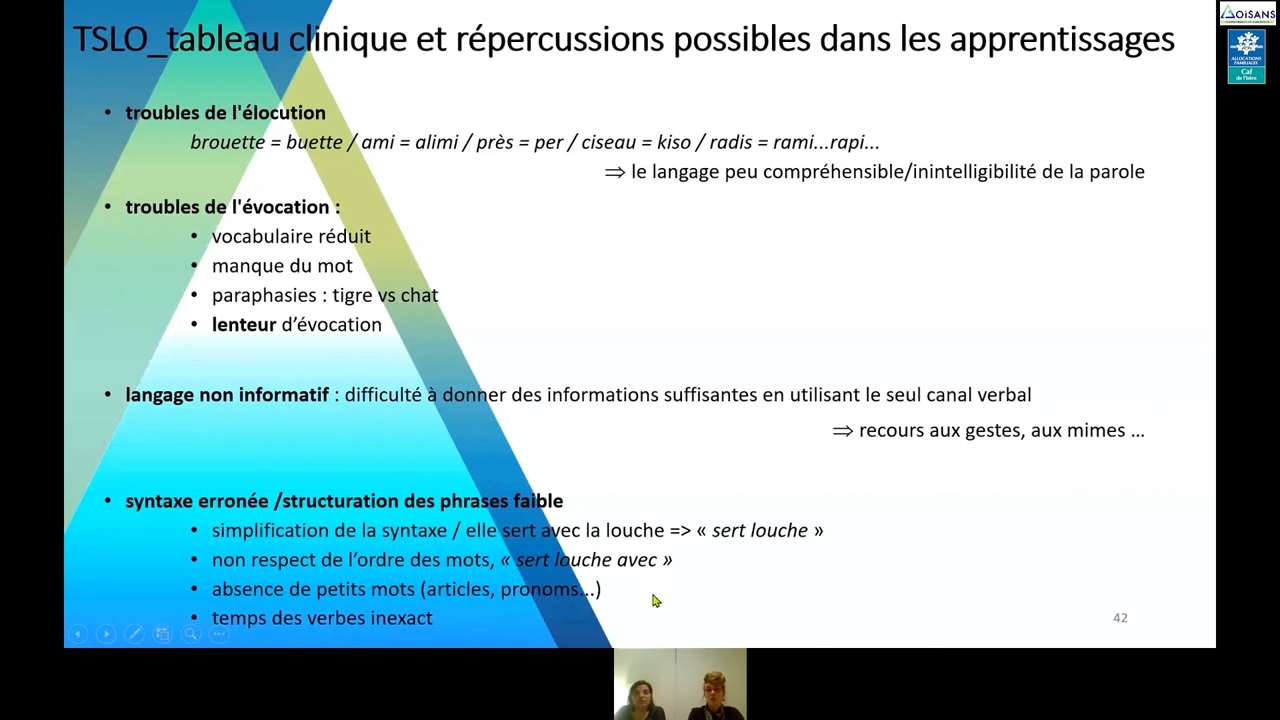 TSLO_tableau clinique et répercussions possibles dans les apprentissages
OiSANS
ALLOCATIONS
FAMILIALES
Caf
de l'Isère
• troubles de l'élocution
brouette = buette / ami = alimi / près = per / ciseau = kiso / radis = rami...rapi...
⇒ le langage peu compréhensible/inintelligibilité de la parole
• troubles de l'évocation :
• vocabulaire réduit
• manque du mot
• paraphasies : tigre vs chat
• lenteur d’évocation
• langage non informatif : difficulté à donner des informations suffisantes en utilisant le seul canal verbal
⇒ recours aux gestes, aux mimes ...
• syntaxe erronée /structuration des phrases faible
• simplification de la syntaxe / elle sert avec la louche => « sert louche »
• non respect de l’ordre des mots, « sert louche avec »
• absence de petits mots (articles, pronoms...)
• temps des verbes inexact
42